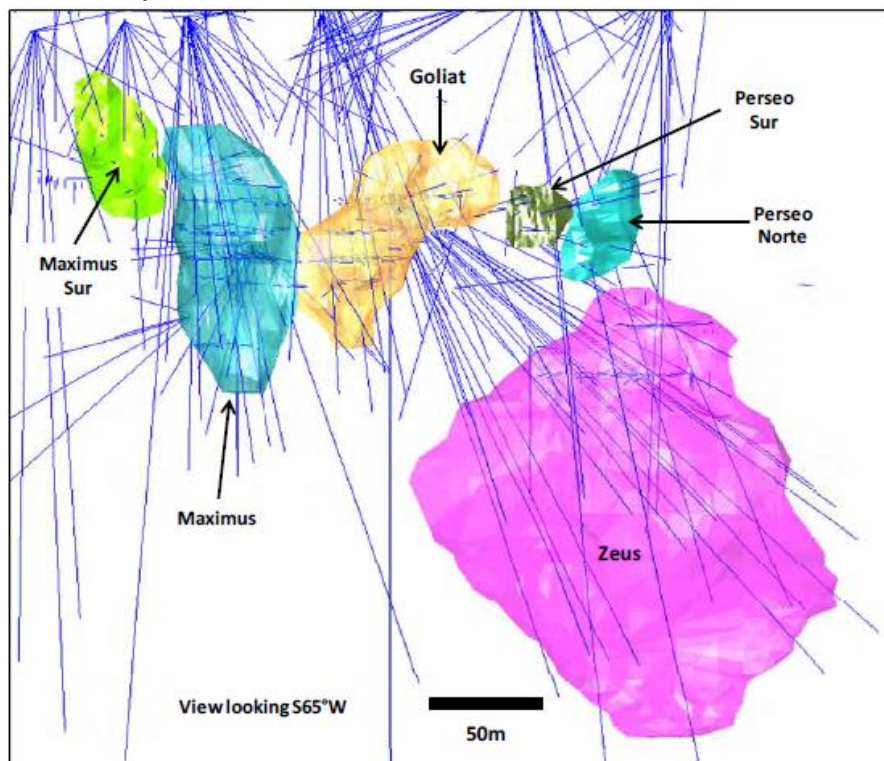 Goliat
Perseo
Sur
Perseo
Norte
Maximus
Sur
Maximus
Zeus
View looking S65°W
50m